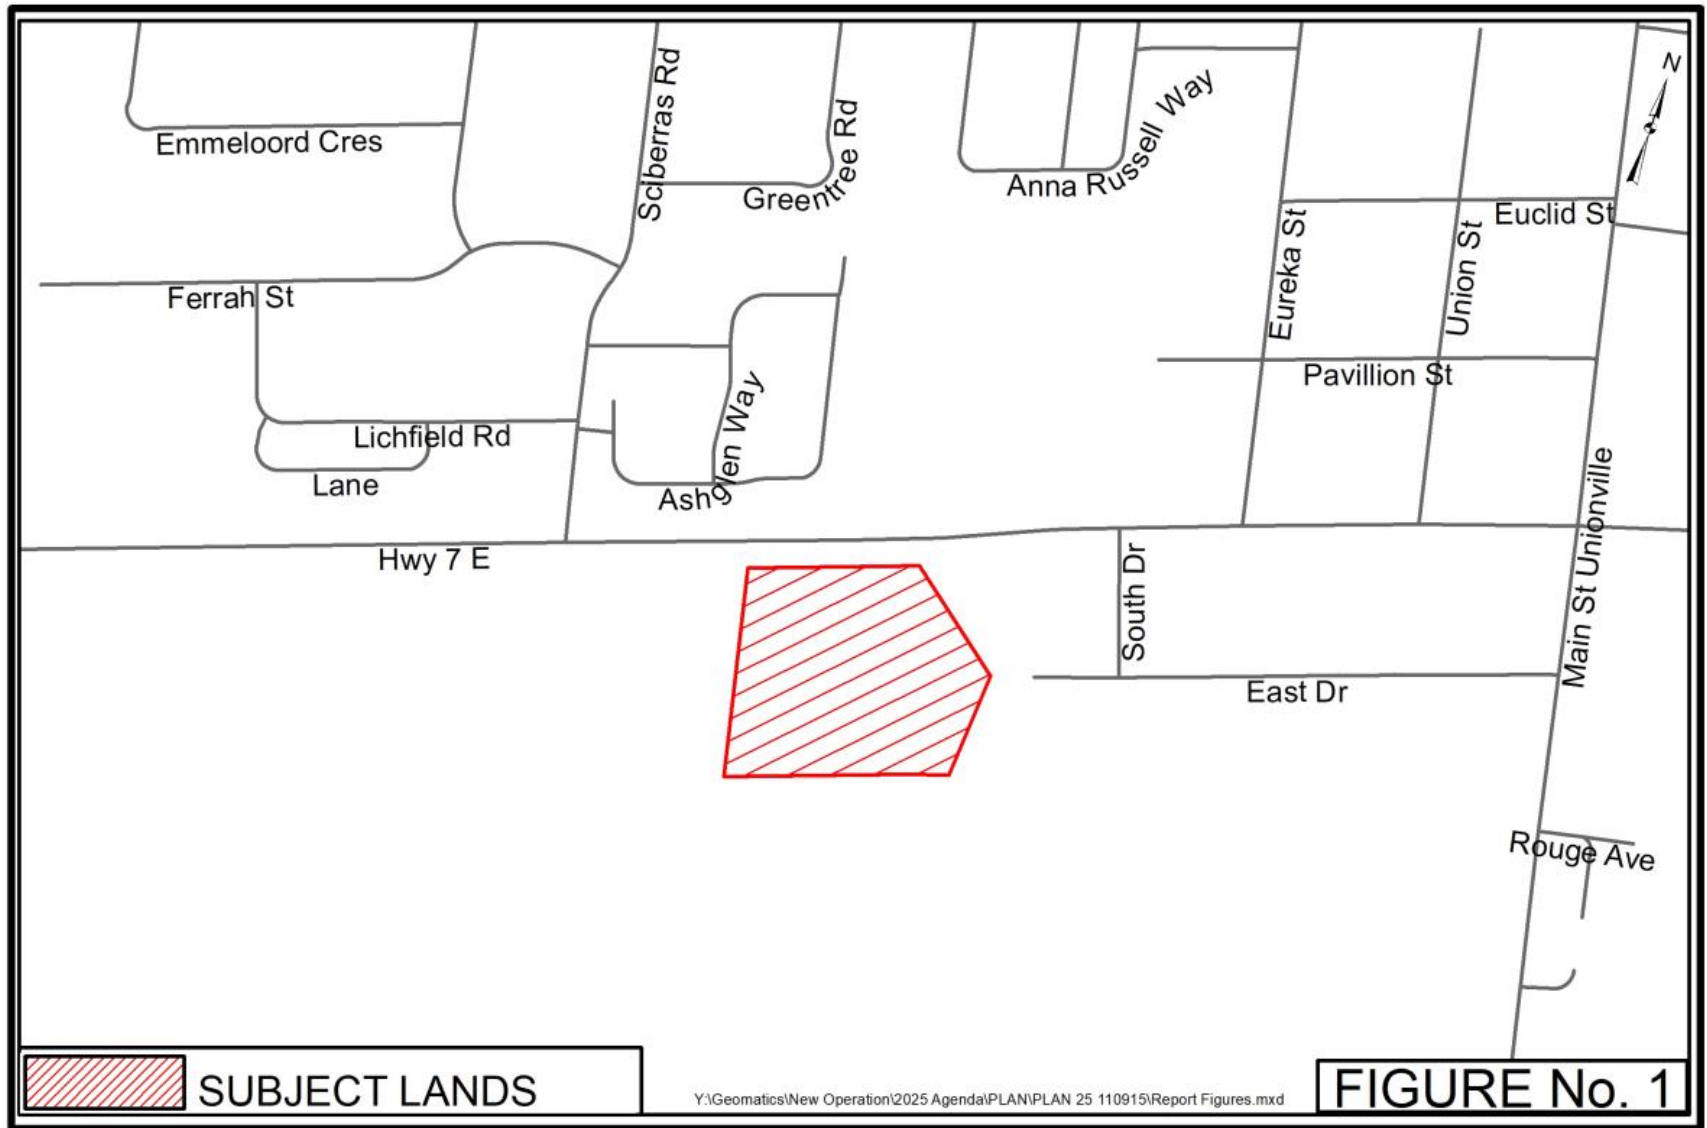 N
Sciberras Rd
Greentree Rd
Anna Russell Way
Emmeloord Cres
Euclid St
Eureka St
Union St
Ferrah St
Pavillion St
Ashglen Way
Lichfield Rd
Lane
Main St Unionville
Hwy 7 E
South Dr
East Dr
Rouge Ave
SUBJECT LANDS
Y:\Geomatics\New Operation\2025 Agenda\PLAN\PLAN 25 110915\Report Figures.mxd
FIGURE No. 1